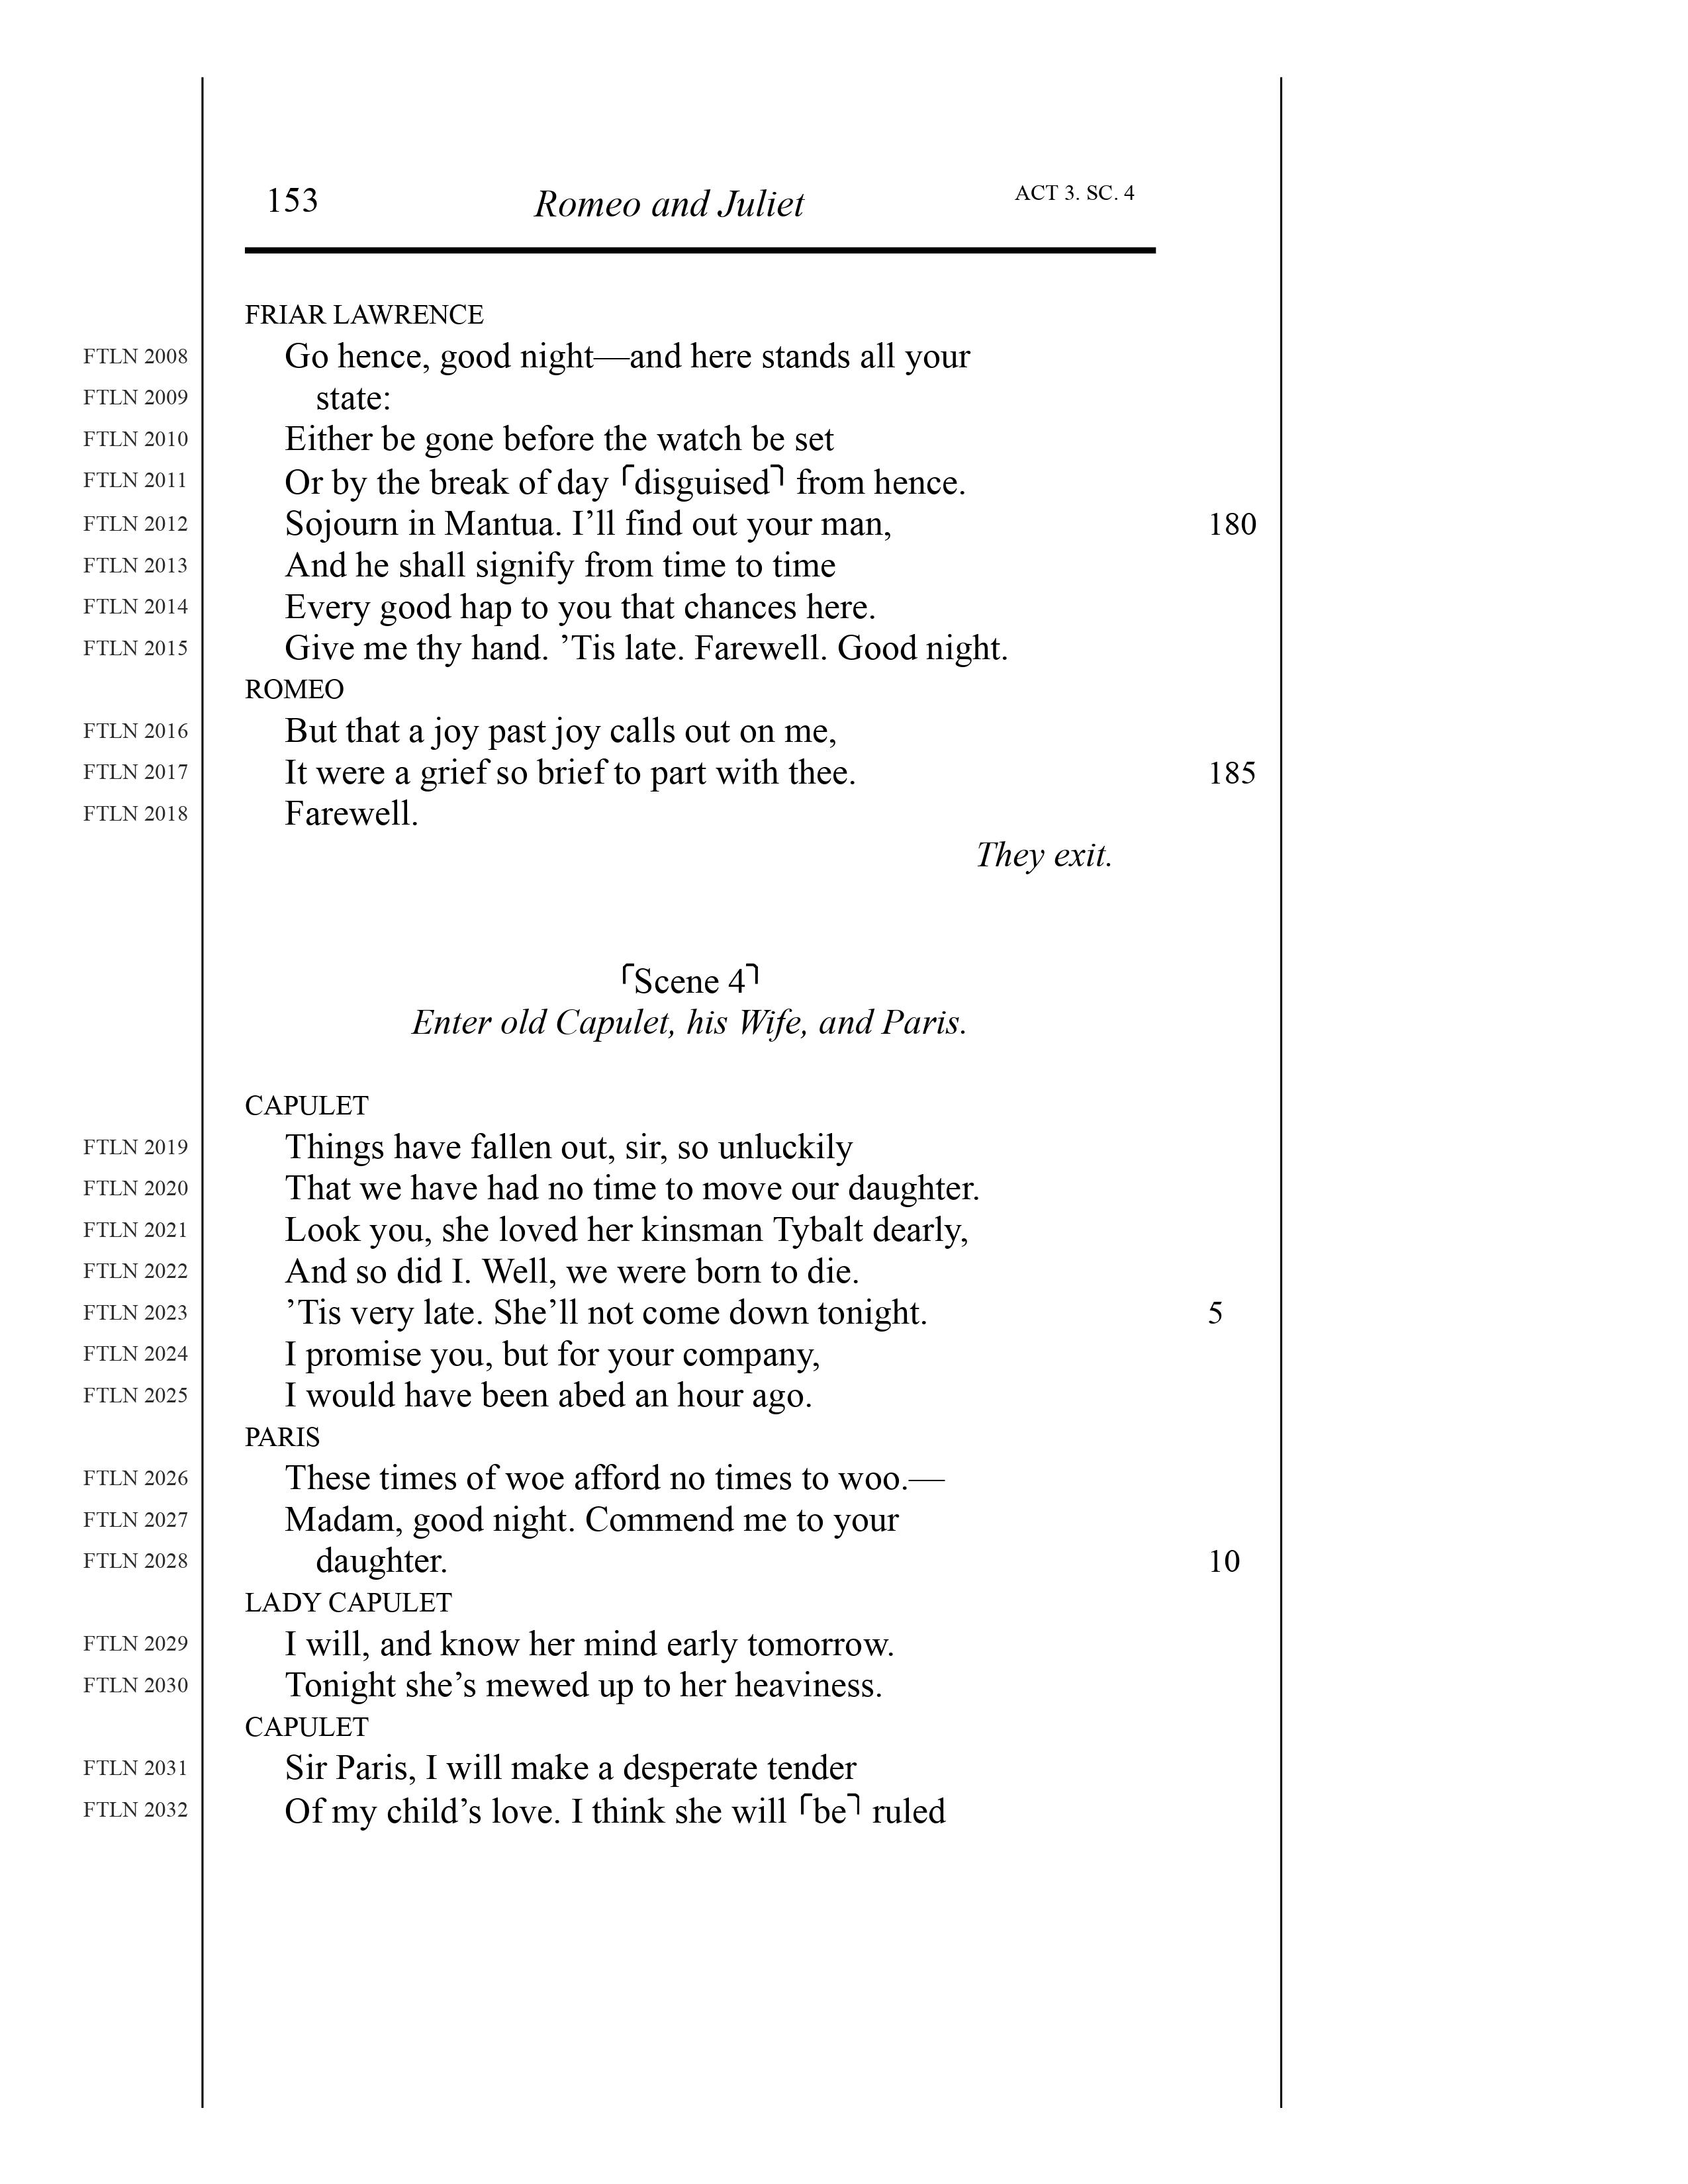 153 Romeo and Juliet ACT 3. SC. 4
FRIAR LAWRENCE
FTLN 2008 Go hence, good night—and here stands all your
FTLN 2009 state:
FTLN 2010 Either be gone before the watch be set
FTLN 2011 Or by the break of day ⌜disguised⌝ from hence.
FTLN 2012 Sojourn in Mantua. I’ll find out your man, 180
FTLN 2013 And he shall signify from time to time
FTLN 2014 Every good hap to you that chances here.
FTLN 2015 Give me thy hand. ’Tis late. Farewell. Good night.
ROMEO
FTLN 2016 But that a joy past joy calls out on me,
FTLN 2017 It were a grief so brief to part with thee. 185
FTLN 2018 Farewell.
They exit.
⌜Scene 4⌝
Enter old Capulet, his Wife, and Paris.
CAPULET
FTLN 2019 Things have fallen out, sir, so unluckily
FTLN 2020 That we have had no time to move our daughter.
FTLN 2021 Look you, she loved her kinsman Tybalt dearly,
FTLN 2022 And so did I. Well, we were born to die.
FTLN 2023 ’Tis very late. She’ll not come down tonight. 5
FTLN 2024 I promise you, but for your company,
FTLN 2025 I would have been abed an hour ago.
PARIS
FTLN 2026 These times of woe afford no times to woo.—
FTLN 2027 Madam, good night. Commend me to your
FTLN 2028 daughter. 10
LADY CAPULET
FTLN 2029 I will, and know her mind early tomorrow.
FTLN 2030 Tonight she’s mewed up to her heaviness.
CAPULET
FTLN 2031 Sir Paris, I will make a desperate tender
FTLN 2032 Of my child’s love. I think she will ⌜be⌝ ruled